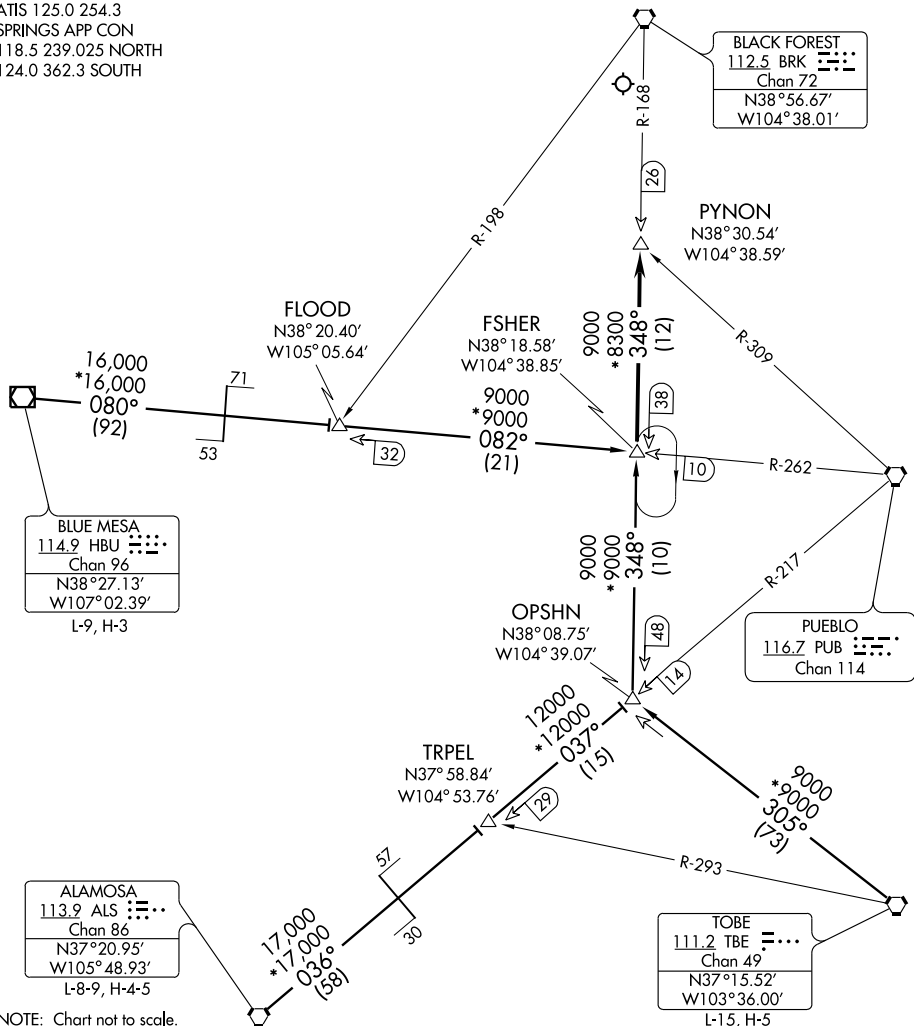 ATIS 125.0 254.3
SPRINGS APP CON
118.5 239.025 NORTH
124.0 362.3 SOUTH
BLACK FOREST
112.5 BRK
Chan 72
N38°56.67'
W104°38.01'
R-168
26
R-198
PYNON
N38°30.54'
W104°38.59'
FLOOD
N38°20.40'
W105°05.64'
FSHER
N38°18.58'
W104°38.85'
9000
*8300
348°
(12)
R-309
16,000
*16,000
080°
(92)
71
53
9000
*9000
082°
(21)
32
38
10
R-262
BLUE MESA
114.9 HBU
Chan 96
N38°27.13'
W107°02.39'
L-9, H-3
9000
*9000
348°
(10)
R-217
OPSHN
N38°08.75'
W104°39.07'
48
14
PUEBLO
116.7 PUB
Chan 114
12000
*12000
037°
(15)
TRPEL
N37°58.84'
W104°53.76'
29
9000
*9000
305°
(73)
R-293
57
30
ALAMOSA
113.9 ALS
Chan 86
N37°20.95'
W105°48.93'
L-8-9, H-4-5
17,000
*17,000
036°
(58)
TOBE
111.2 TBE
Chan 49
N37°15.52'
W103°36.00'
L-15, H-5
NOTE: Chart not to scale.